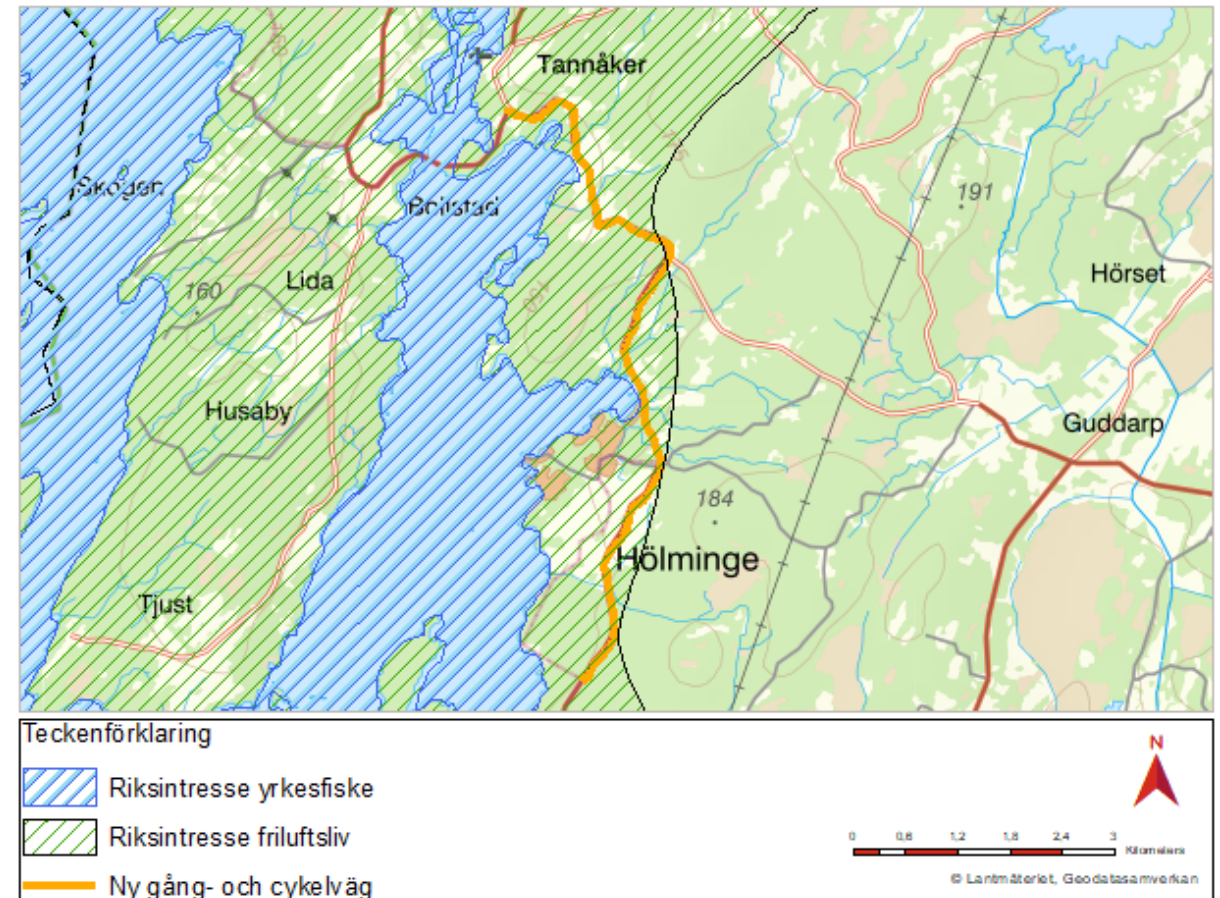 Tannåker
Skogen
Bollstad
191
Lida
160
Hörset
Husaby
Guddarp
184
Hölminge
Tjust
Teckenförklaring
Riksintresse yrkesfiske
Riksintresse friluftsliv
Ny gång- och cykelväg
N
0 0,6 1,2 1,8 2,4 3
Kilometers
© Lantmäteriet, Geodatasamverkan